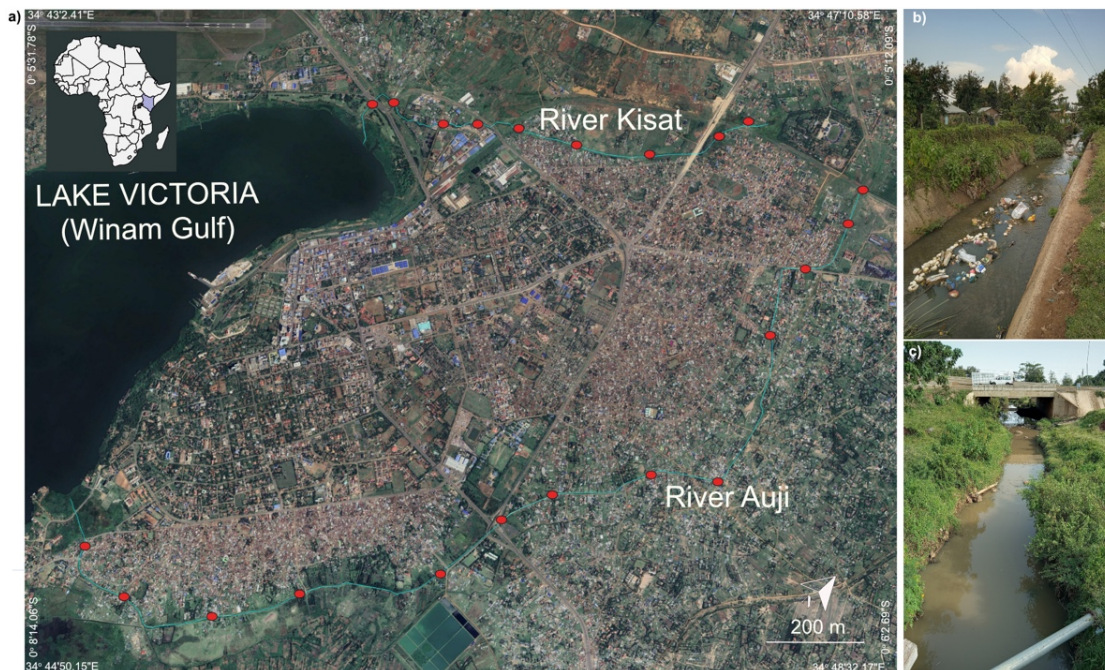 a)
34° 43'2.41"E
34° 47'10.58"E
0° 5'31.78"S
0° 5'12.09"S
River Kisat
LAKE VICTORIA
(Winam Gulf)
River Auji
200 m
0° 8'14.06"S
0° 6'2.69"S
34° 44'50.15"E
34° 48'32.17"E
b)
c)